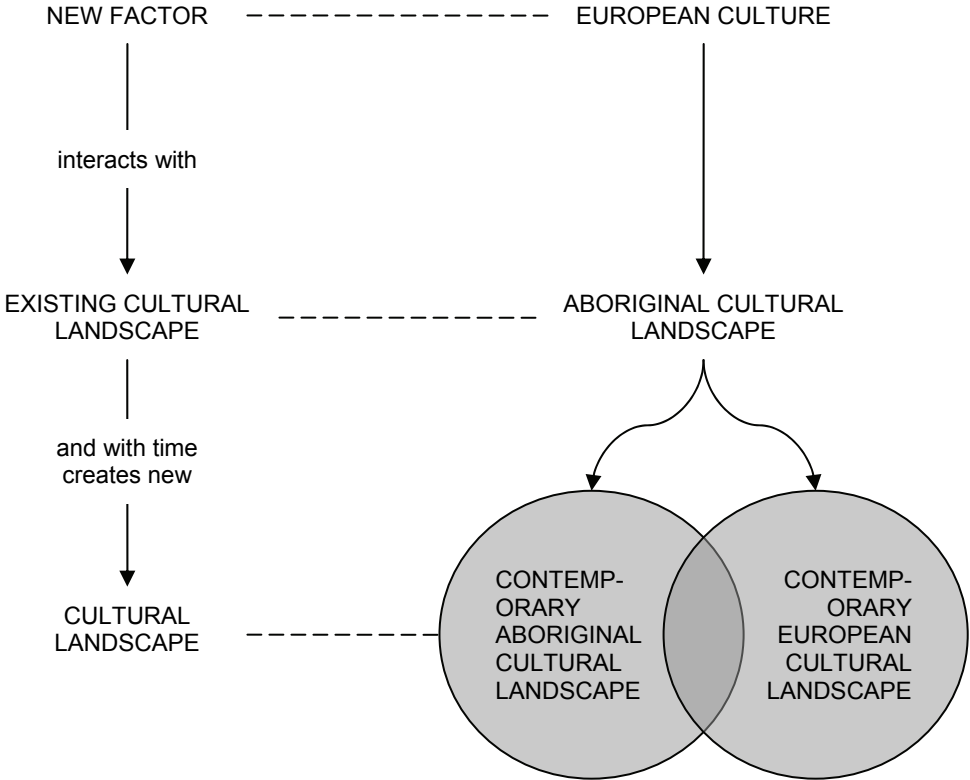 NEW FACTOR
EUROPEAN CULTURE
interacts with
EXISTING CULTURAL
LANDSCAPE
ABORIGINAL CULTURAL
LANDSCAPE
and with time
creates new
CULTURAL
LANDSCAPE
CONTEMP-
ORARY
ABORIGINAL
CULTURAL
LANDSCAPE
CONTEMP-
ORARY
EUROPEAN
CULTURAL
LANDSCAPE